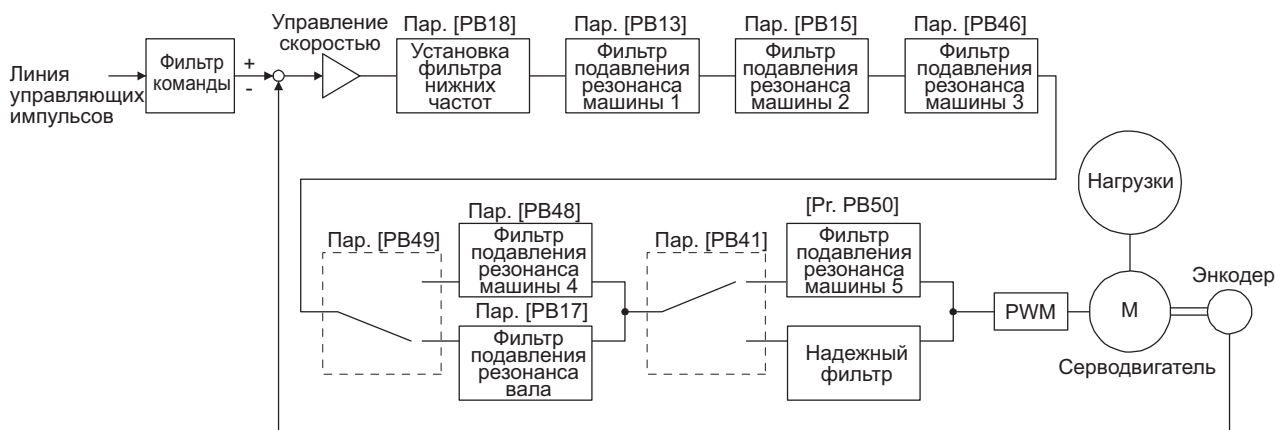 Линия
управляющих
импульсов
Фильтр
команды
+
-
Управление
скоростью
Пар. [PB18]
Установка
фильтра
нижних
частот
Пар. [PB13]
Фильтр
подавления
резонанса
машины 1
Пар. [PB15]
Фильтр
подавления
резонанса
машины 2
Пар. [PB46]
Фильтр
подавления
резонанса
машины 3
Пар. [PB49]
Пар. [PB48]
Фильтр
подавления
резонанса
машины 4
Пар. [PB17]
Фильтр
подавления
резонанса
вала
Пар. [PB41]
[Pr. PB50]
Фильтр
подавления
резонанса
машины 5
Надежный
фильтр
PWM
Нагрузки
M
Серводвигатель
Энкодер